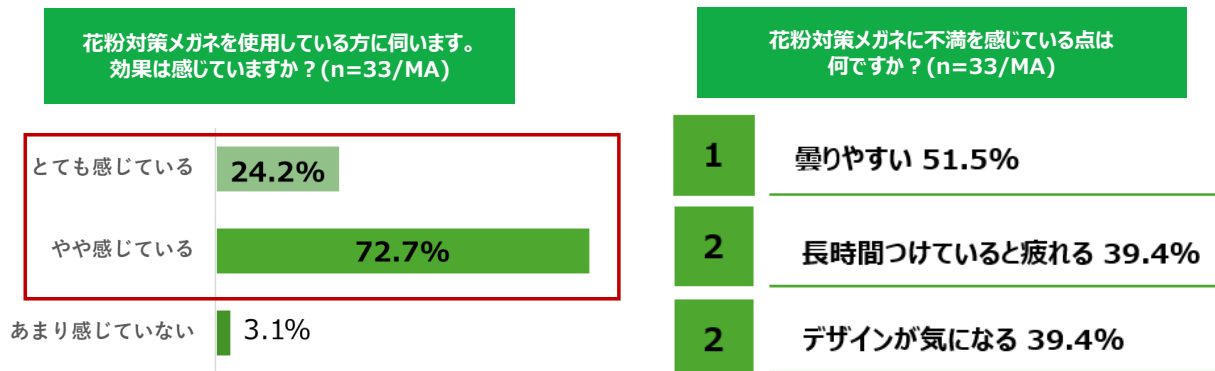 花粉対策メガネを使用している方に伺います。
効果は感じていますか？(n=33/MA)
とても感じている 24.2%
やや感じている 72.7%
あまり感じていない 3.1%
花粉対策メガネに不満を感じている点は
何ですか？(n=33/MA)
1 曇りやすい 51.5%
2 長時間つけていると疲れる 39.4%
2 デザインが気になる 39.4%